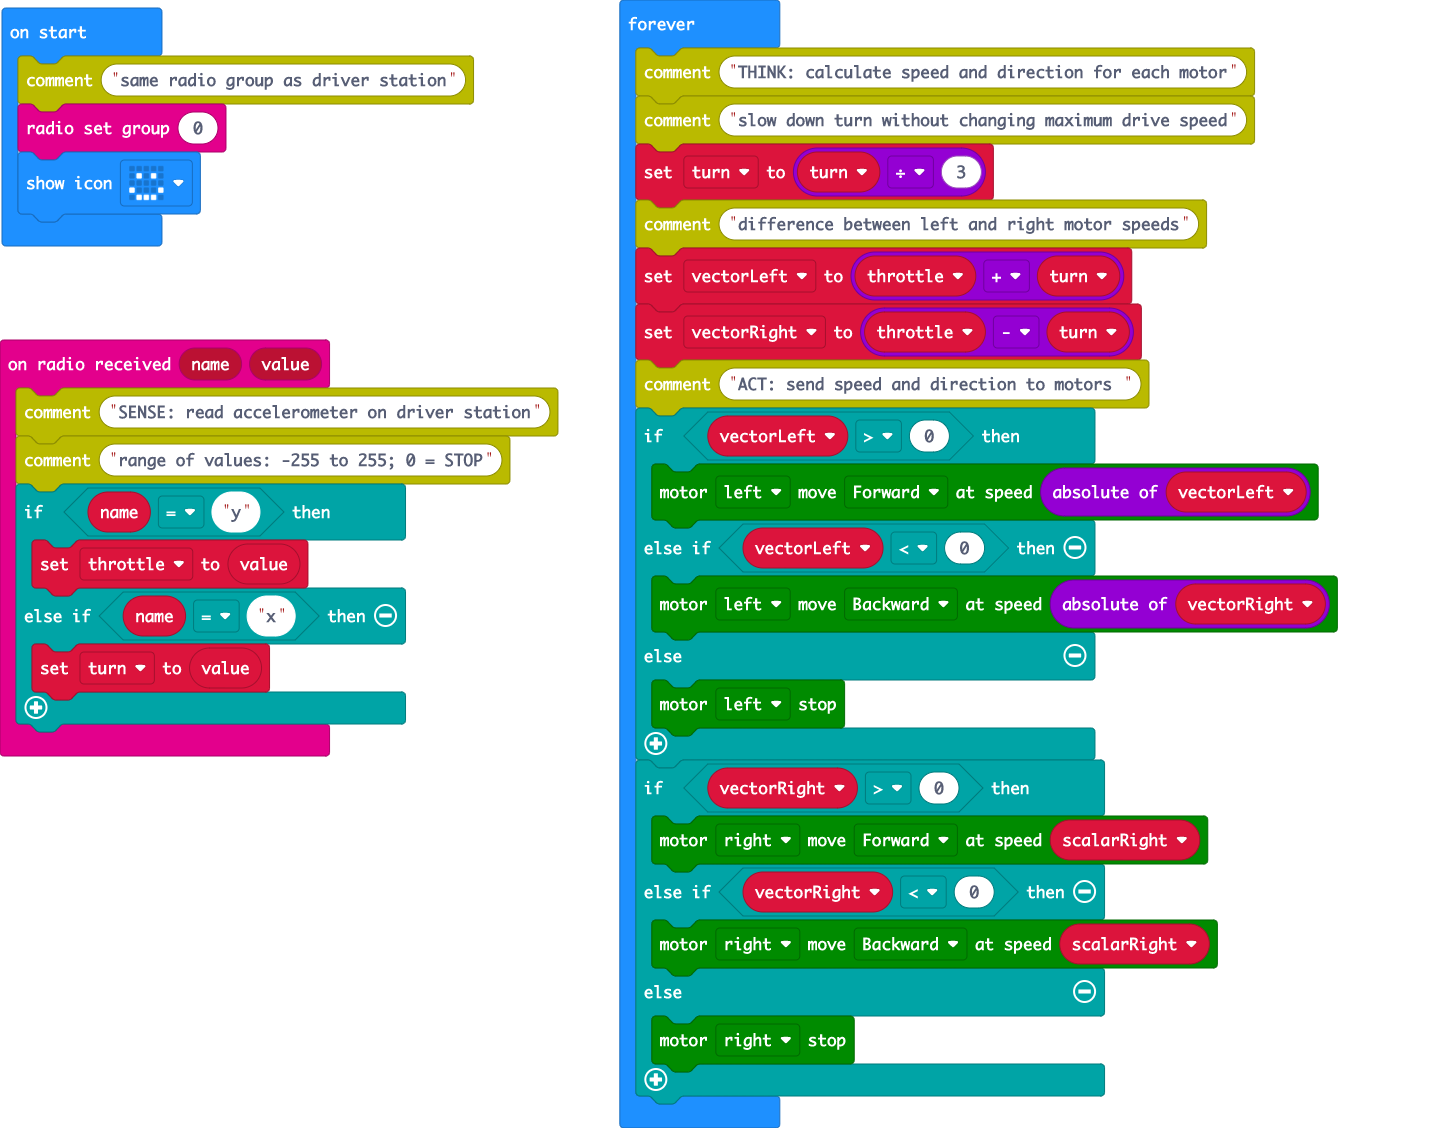 on start
comment "same radio group as driver station"
radio set group 0
show icon
on radio received name value
comment "SENSE: read accelerometer on driver station"
comment "range of values: -255 to 255; 0 = STOP"
if name = "y" then
set throttle to value
else if name = "x" then
set turn to value
forever
comment "THINK: calculate speed and direction for each motor"
comment "slow down turn without changing maximum drive speed"
set turn to turn ÷ 3
comment "difference between left and right motor speeds"
set vectorLeft to throttle + turn
set vectorRight to throttle - turn
comment "ACT: send speed and direction to motors "
if vectorLeft > 0 then
motor left move Forward at speed absolute of vectorLeft
else if vectorLeft < 0 then
motor left move Backward at speed absolute of vectorRight
else
motor left stop
if vectorRight > 0 then
motor right move Forward at speed scalarRight
else if vectorRight < 0 then
motor right move Backward at speed scalarRight
else
motor right stop